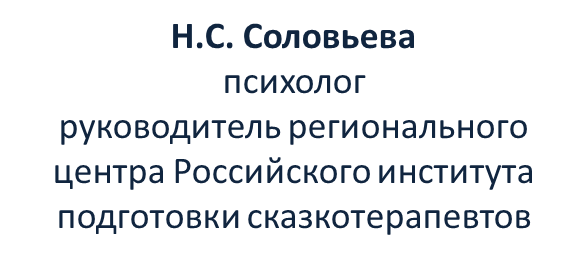 Н.С. Соловьева
психолог
руководитель регионального
центра Российского института
подготовки сказкотерапевтов